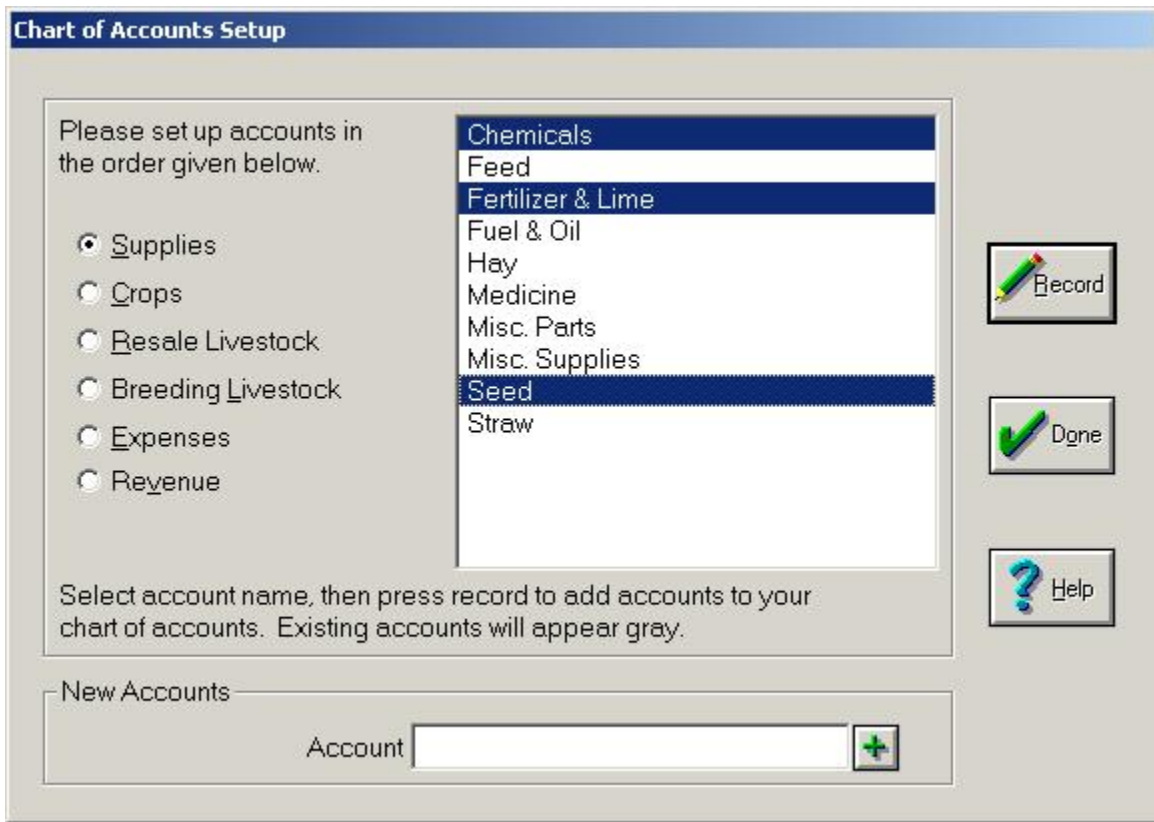 Chart of Accounts Setup
Please set up accounts in
the order given below.
Supplies
Crops
Resale Livestock
Breeding Livestock
Expenses
Revenue
Chemicals
Feed
Fertilizer & Lime
Fuel & Oil
Hay
Medicine
Misc. Parts
Misc. Supplies
Seed
Straw
Record
Done
Help
Select account name, then press record to add accounts to your
chart of accounts. Existing accounts will appear gray.
New Accounts
Account